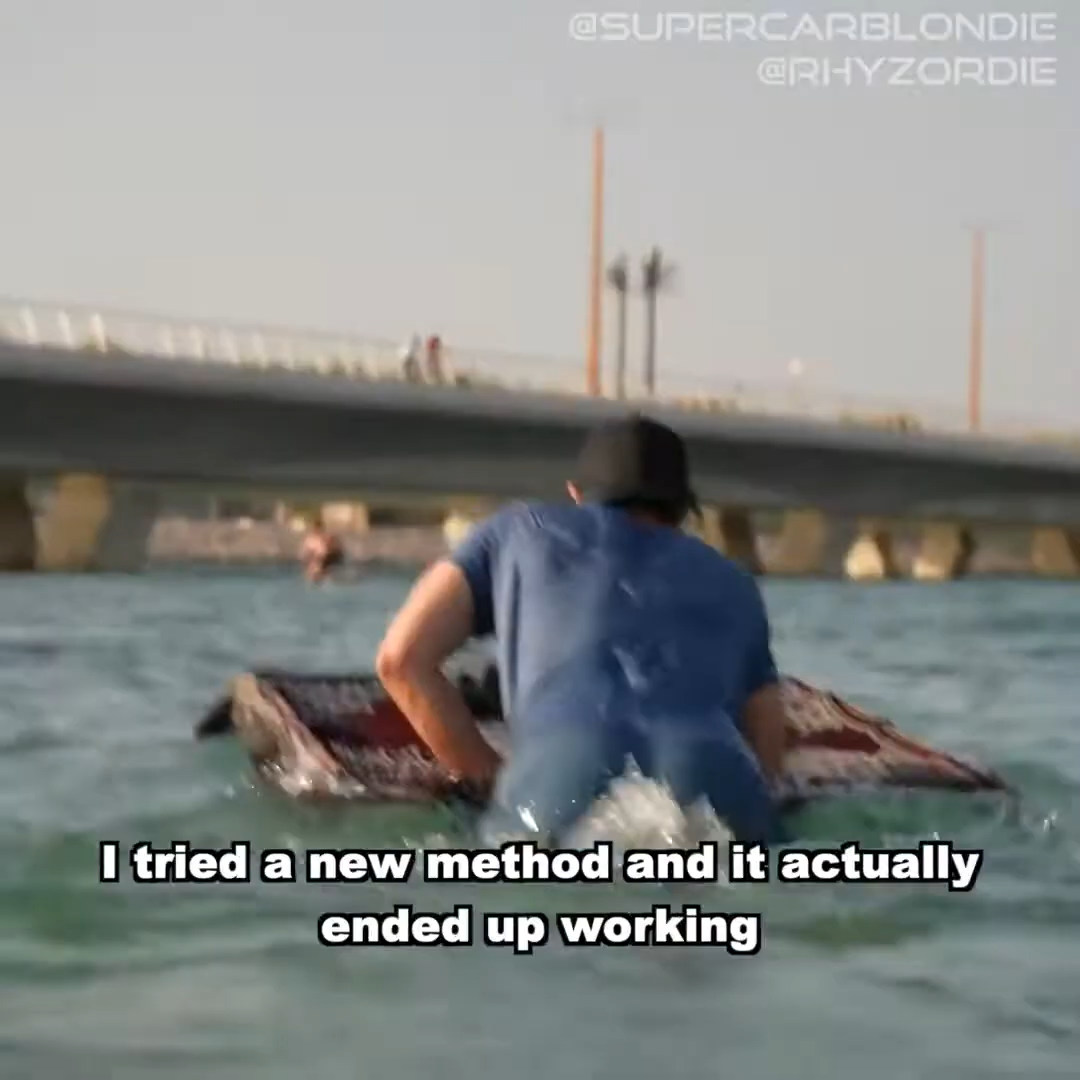 @SUPERCARBLONDIE
@RHYZORDIE
I tried a new method and it actually
ended up working